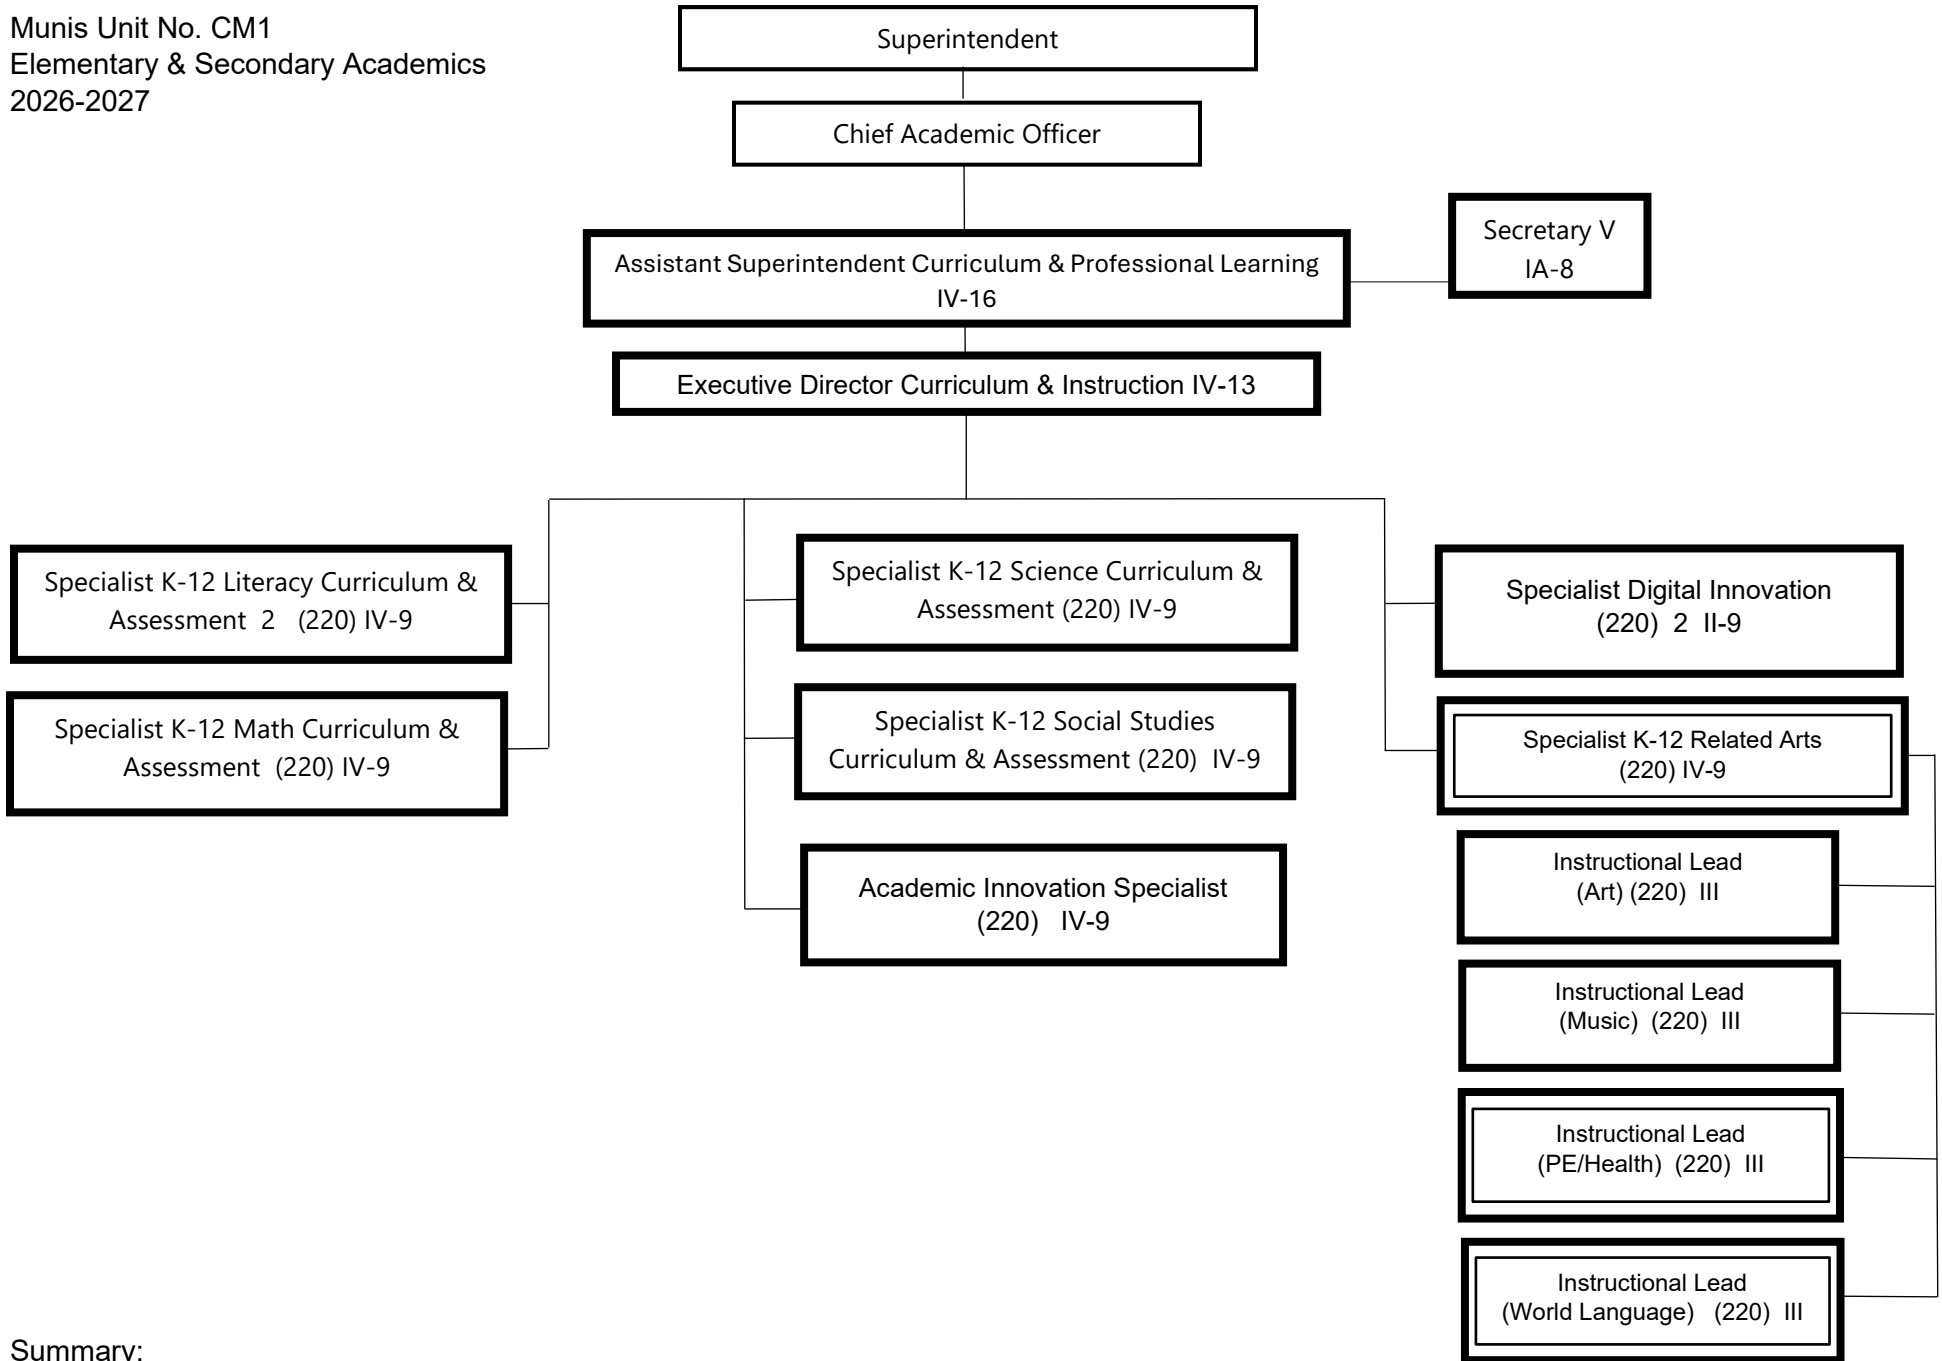 Munis Unit No. CM1
Elementary & Secondary Academics
2026-2027
Superintendent
Chief Academic Officer
Assistant Superintendent Curriculum & Professional Learning
IV-16
Secretary V
IA-8
Executive Director Curriculum & Instruction IV-13
Specialist K-12 Literacy Curriculum &
Assessment 2 (220) IV-9
Specialist K-12 Math Curriculum &
Assessment (220) IV-9
Specialist K-12 Science Curriculum &
Assessment (220) IV-9
Specialist K-12 Social Studies
Curriculum & Assessment (220) IV-9
Academic Innovation Specialist
(220) IV-9
Specialist Digital Innovation
(220) 2 II-9
Specialist K-12 Related Arts
(220) IV-9
Instructional Lead
(Art) (220) III
Instructional Lead
(Music) (220) III
Instructional Lead
(PE/Health) (220) III
Instructional Lead
(World Language) (220) III
Summary: